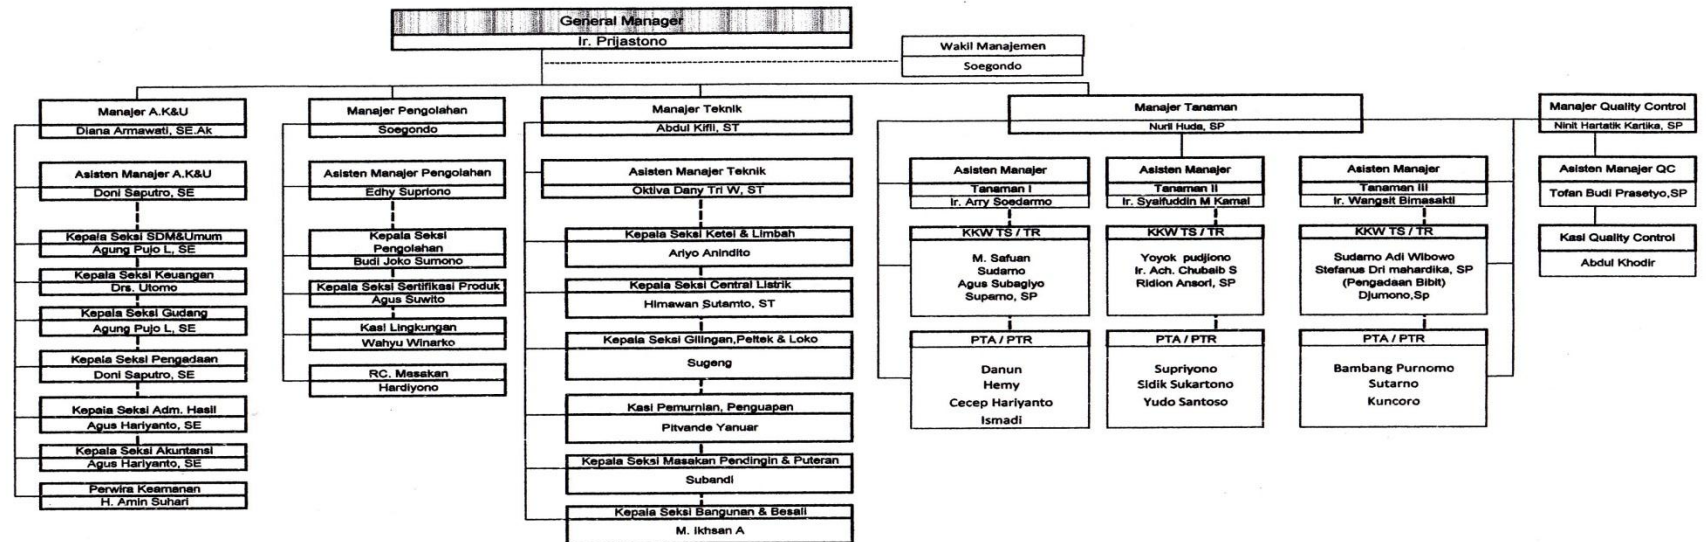 General Manager
Ir. Prijastono
Wakil Manajemen
Soegondo
Manajer A.K&U
Diana Armawati, SE.Ak
Asisten Manajer A.K&U
Doni Saputro, SE
Kepala Seksi SDM&Umum
Agung Pujo L, SE
Kepala Seksi Keuangan
Drs. Utomo
Kepala Seksi Gudang
Agung Pujo L, SE
Kepala Seksi Pengadaan
Doni Saputro, SE
Kepala Seksi Adm. Hasil
Agus Hariyanto, SE
Kepala Seksi Akuntansi
Agus Hariyanto, SE
Perwira Keamanan
H. Amin Suhari
Manajer Pengolahan
Soegondo
Asisten Manajer Pengolahan
Edhy Supriono
Kepala Seksi
Pengolahan
Budi Joko Sumono
Kepala Seksi Sertifikasi Produk
Agus Suwito
Kasi Lingkungan
Wahyu Winarko
RC. Masakan
Hardiyono
Manajer Teknik
Abdul Kifli, ST
Asisten Manajer Teknik
Oktiva Dany Tri W, ST
Kepala Seksi Ketel & Limbah
Ariyo Anindito
Kepala Seksi Central Listrik
Himawan Sutamto, ST
Kepala Seksi Gilingan,Peltek & Loko
Sugeng
Kasi Pemurnian, Penguapan
Pitvande Yanuar
Kepala Seksi Masakan Pendingin & Puteran
Subandi
Kepala Seksi Bangunan & Besali
M. Ikhsan A
Manajer Tanaman
Nuril Huda, SP
Asisten Manajer
Tanaman I
Ir. Arry Soedarmo
KKW TS / TR
M. Safuan
Sudarno
Agus Subagiyo
Suparno, SP
PTA / PTR
Danun
Hemy
Cecep Hariyanto
Ismadi
Asisten Manajer
Tanaman II
Ir. Syaifuddin M Kamal
KKW TS / TR
Yoyok pudjiono
Ir. Ach. Chubaib S
Ridion Ansori, SP
PTA / PTR
Supriyono
Sidik Sukartono
Yudo Santoso
Asisten Manajer
Tanaman III
Ir. Wangsit Bimasakti
KKW TS / TR
Sudarno Adi Wibowo
Stefanus Dri mahardika, SP
(Pengadaan Bibit)
Djumono,Sp
PTA / PTR
Bambang Purnomo
Sutarno
Kuncoro
Manajer Quality Control
Ninit Hartatik Kartika, SP
Asisten Manajer QC
Tofan Budi Prasetyo,SP
Kasi Quality Control
Abdul Khodir